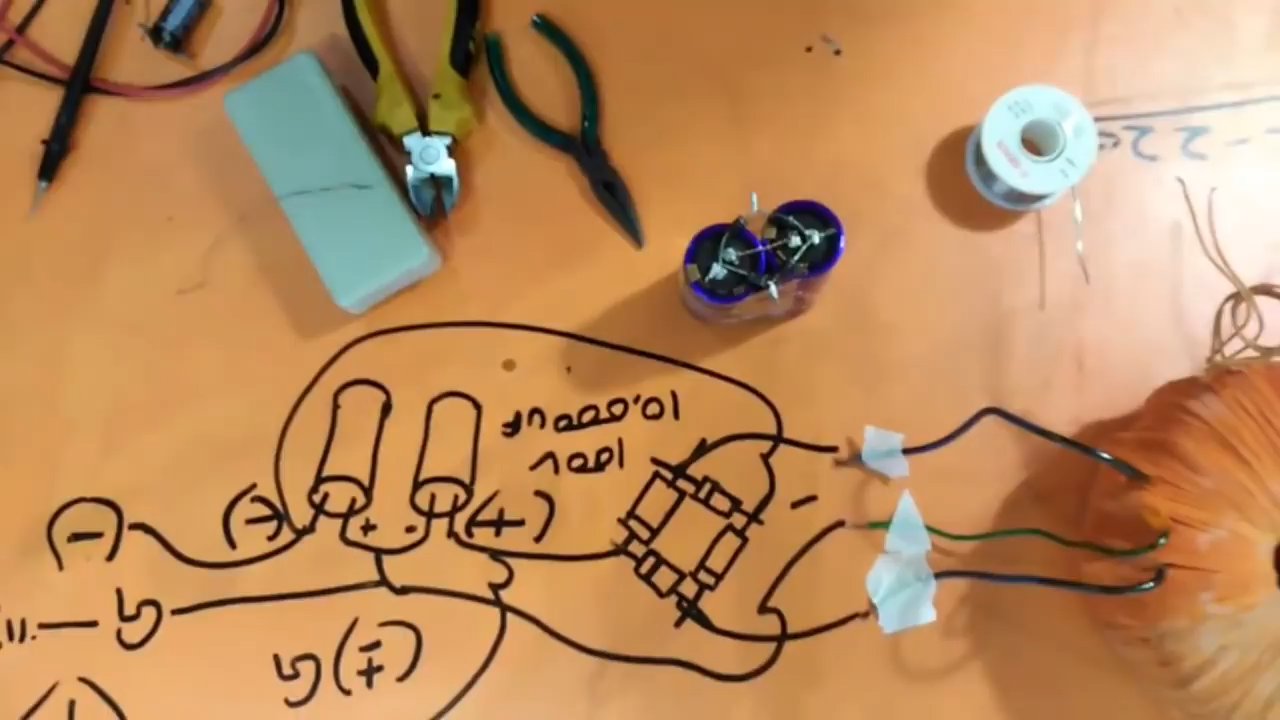 (±) G
G
(-)
(+) - + (-)
100V
10.000uF